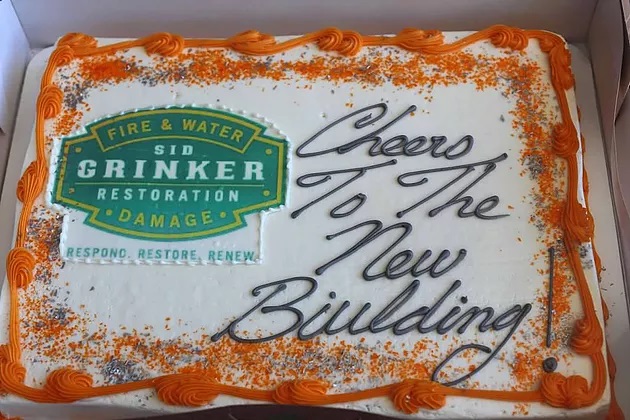 FIRE & WATER
SID
GRINKER
RESTORATION
DAMAGE
RESPOND. RESTORE. RENEW.
Cheers
To The
New
Biulding!